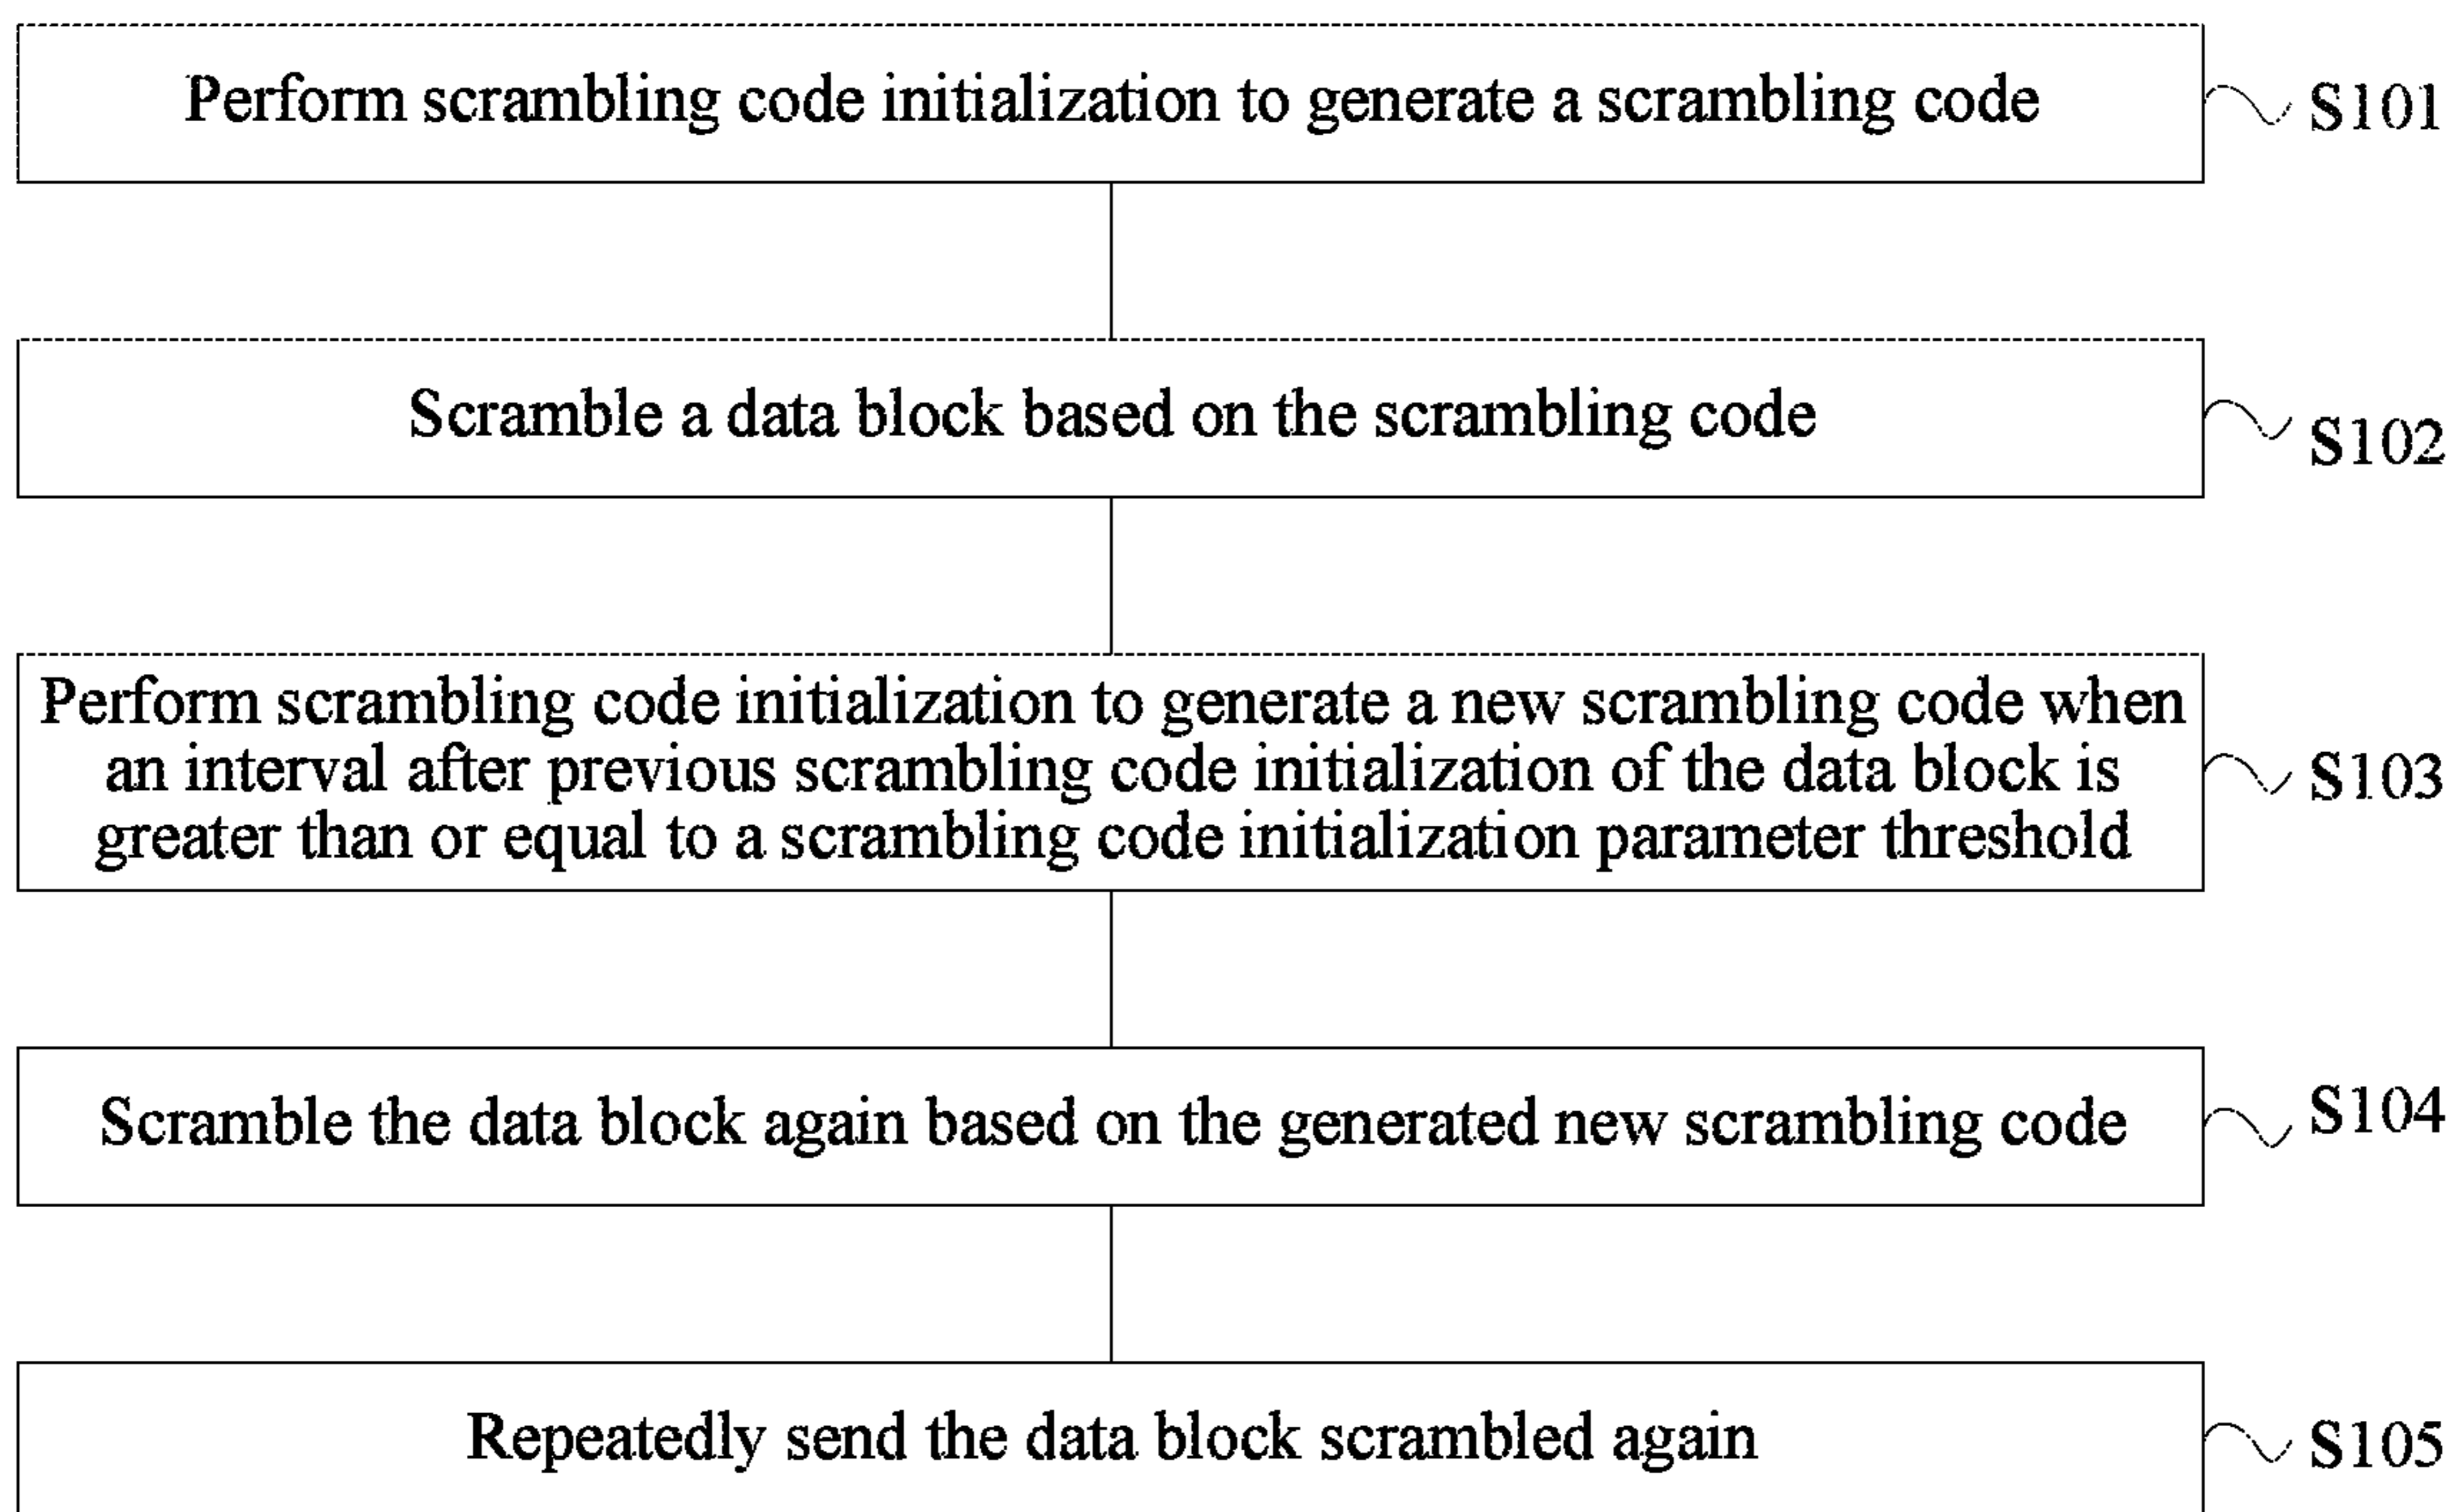 Perform scrambling code initialization to generate a scrambling code
S101
Scramble a data block based on the scrambling code
S102
Perform scrambling code initialization to generate a new scrambling code when
an interval after previous scrambling code initialization of the data block is
greater than or equal to a scrambling code initialization parameter threshold
S103
Scramble the data block again based on the generated new scrambling code
S104
Repeatedly send the data block scrambled again
S105